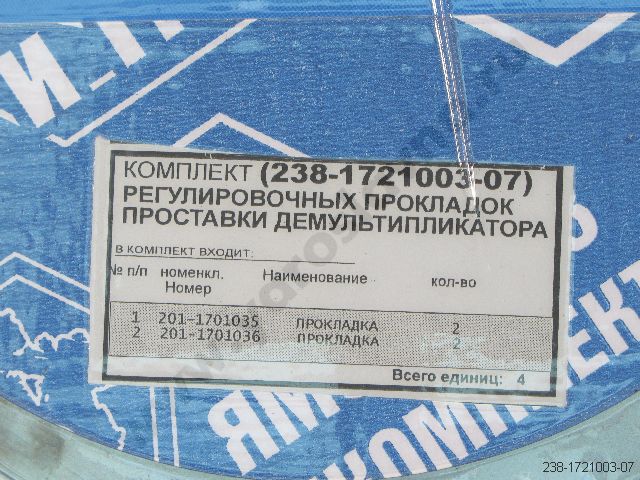 КОМПЛЕКТ (238-1721003-07)
РЕГУЛИРОВОЧНЫХ ПРОКЛАДОК
ПРОСТАВКИ ДЕМУЛЬТИПЛИКАТОРА
В КОМПЛЕКТ ВХОДИТ:
№ п/п номенкл. Номер Наименование кол-во
1 201-1701035 ПРОКЛАДКА 2
2 201-1701036 ПРОКЛАДКА 2
Всего единиц: 4
238-1721003-07